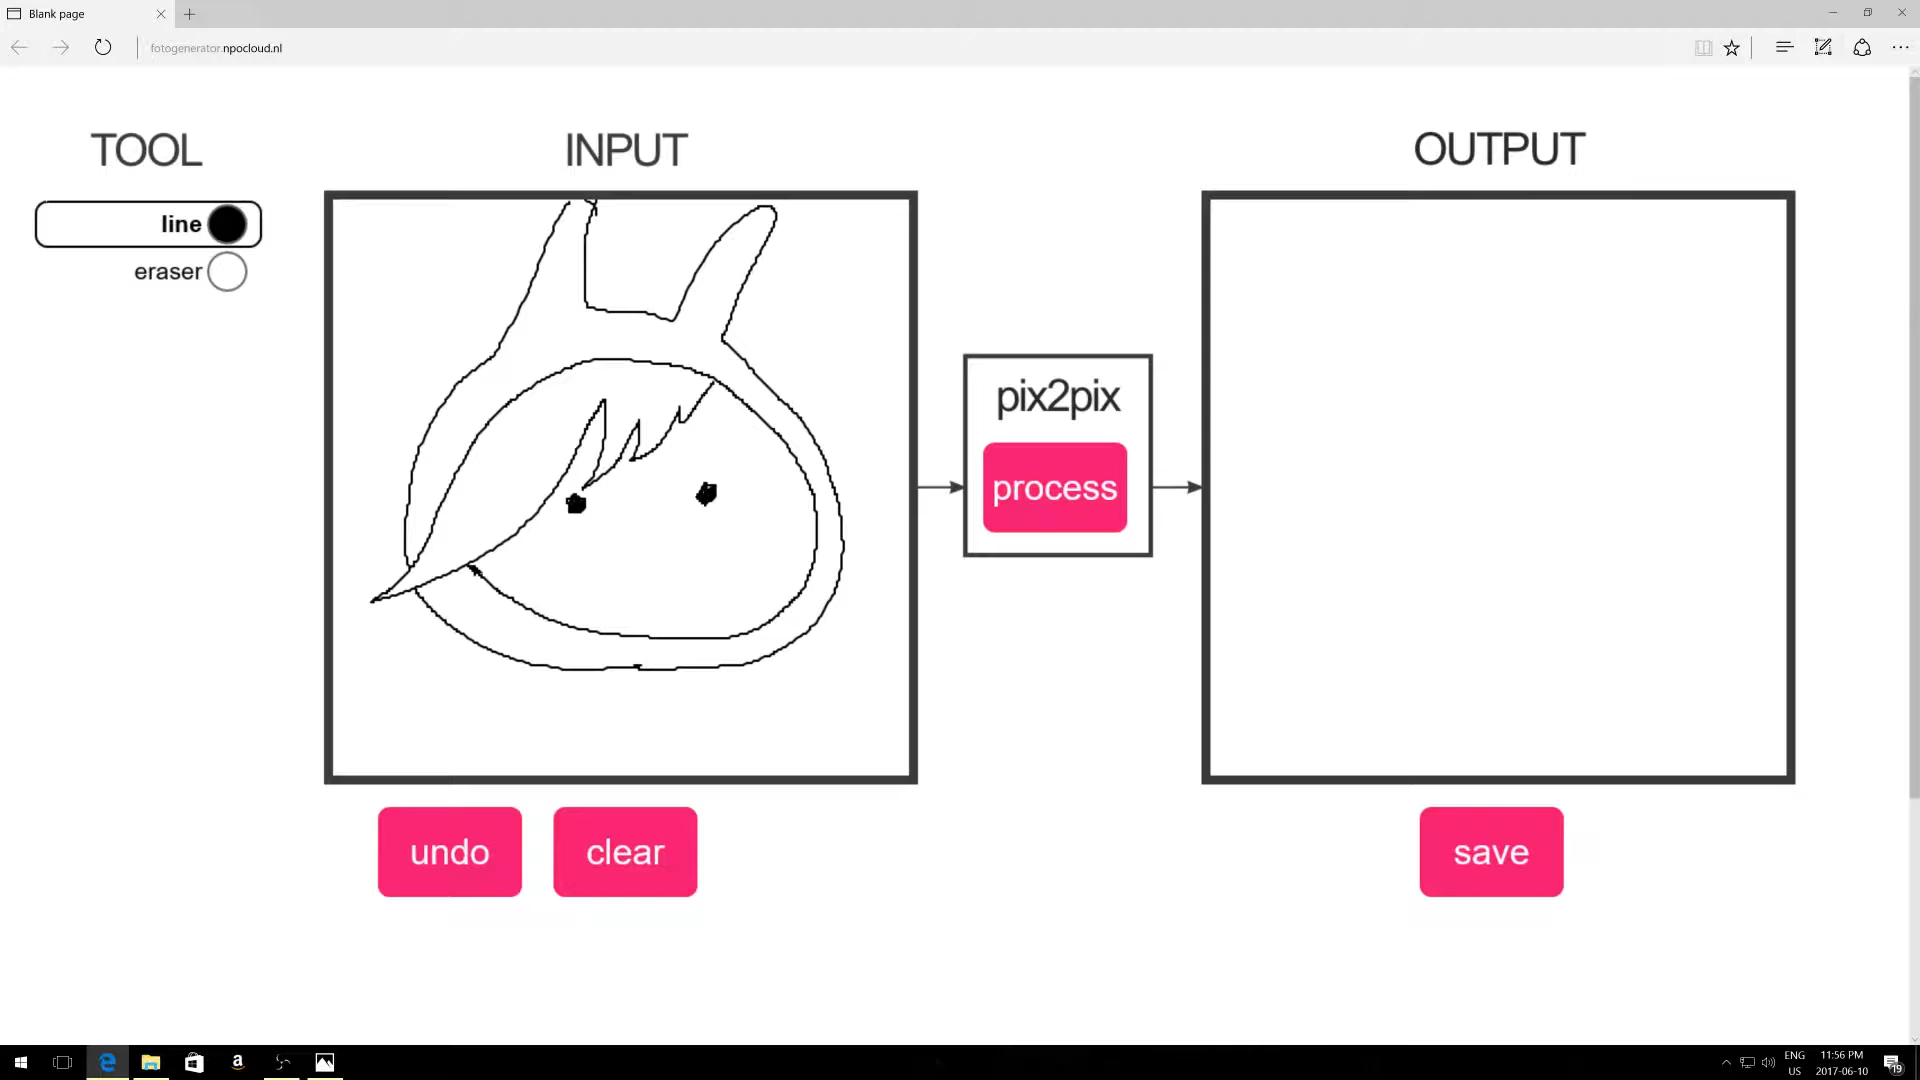 Blank page
fotogenerator.npocloud.nl
TOOL
INPUT
OUTPUT
line
eraser
pix2pix
process
undo
clear
save
ENG
US
11:56 PM
2017-06-10
19